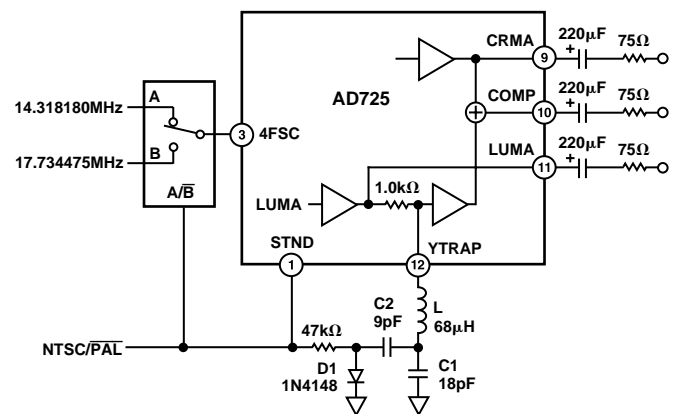 220µF 75Ω
CRMA
9
+
AD725
220µF 75Ω
COMP
10
+
A
14.318180MHz
3
4FSC
B
17.734475MHz
220µF 75Ω
LUMA
11
+
A/B̅
1.0kΩ
LUMA
STND
1
YTRAP
12
C2
9pF
L
68µH
NTSC/P̅A̅L̅
47kΩ
D1
1N4148
C1
18pF